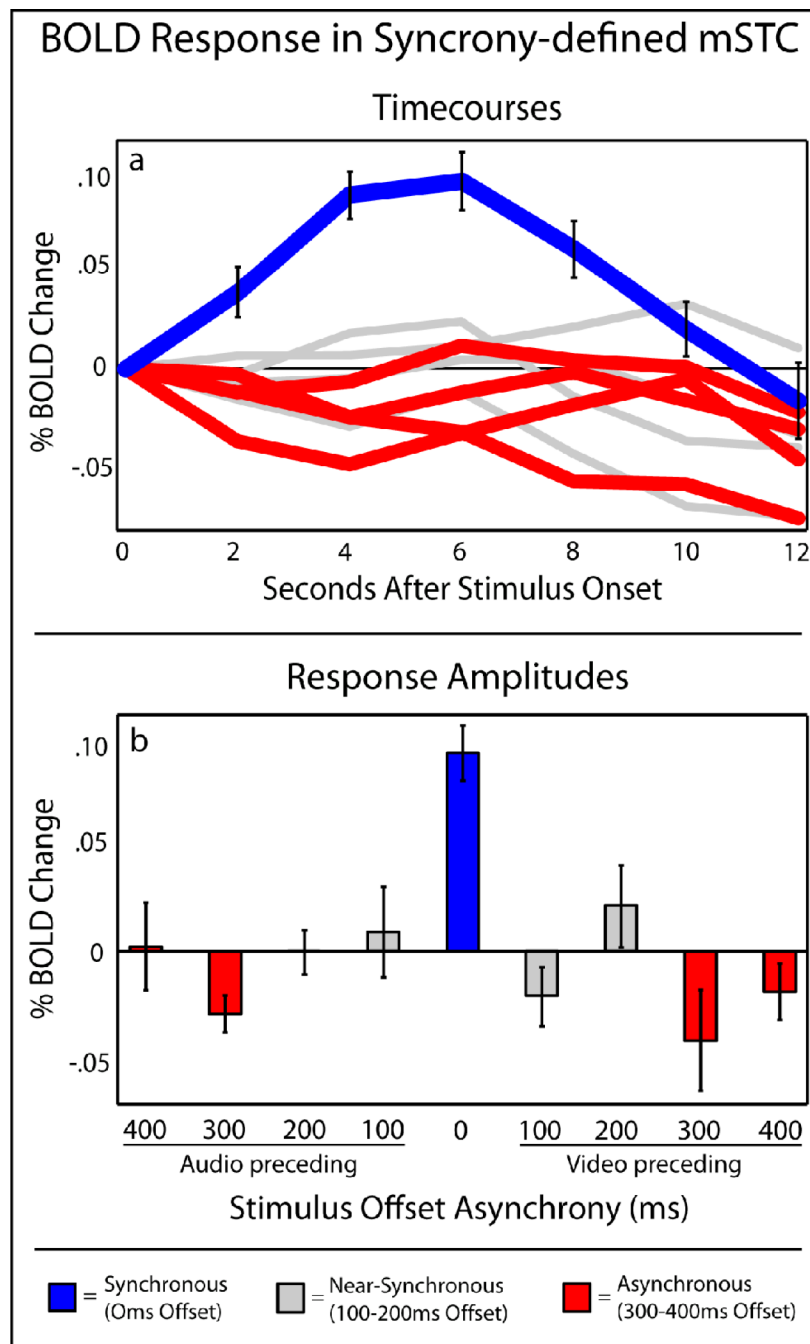 BOLD Response in Syncrony-defined mSTC
Timecourses
a
.10
.05
0
-.05
% BOLD Change
0 2 4 6 8 10 12
Seconds After Stimulus Onset
Response Amplitudes
b
.10
.05
0
-.05
% BOLD Change
400 300 200 100 0 100 200 300 400
Audio preceding Video preceding
Stimulus Offset Asynchrony (ms)
= Synchronous
(0ms Offset)
= Near-Synchronous
(100-200ms Offset)
= Asynchronous
(300-400ms Offset)